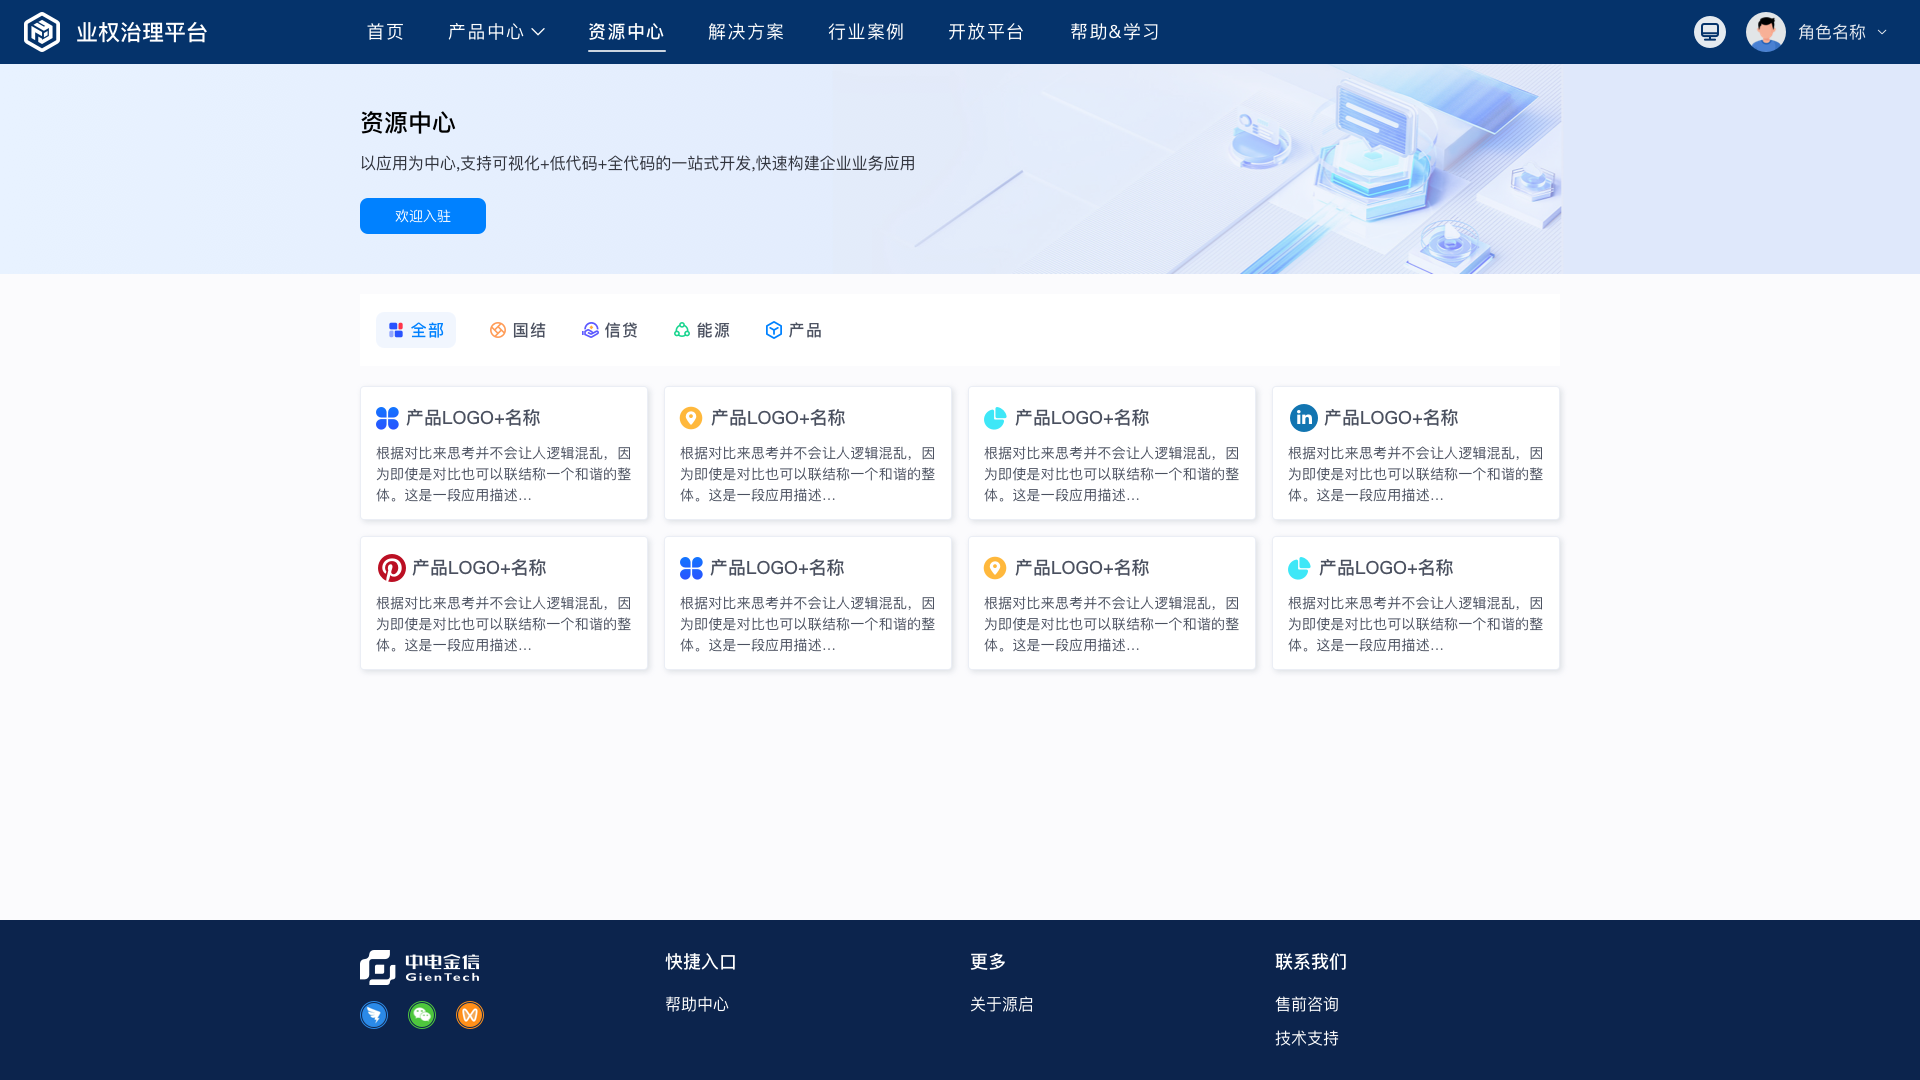 业权治理平台
首页 产品中心 资源中心 解决方案 行业案例 开放平台 帮助&学习
角色名称
资源中心
以应用为中心,支持可视化+低代码+全代码的一站式开发,快速构建企业业务应用
欢迎入驻
全部 国结 信贷 能源 产品
产品LOGO+名称
根据对比来思考并不会让人逻辑混乱，因
为即使是对比也可以联结称一个和谐的整
体。这是一段应用描述...
产品LOGO+名称
根据对比来思考并不会让人逻辑混乱，因
为即使是对比也可以联结称一个和谐的整
体。这是一段应用描述...
产品LOGO+名称
根据对比来思考并不会让人逻辑混乱，因
为即使是对比也可以联结称一个和谐的整
体。这是一段应用描述...
in 产品LOGO+名称
根据对比来思考并不会让人逻辑混乱，因
为即使是对比也可以联结称一个和谐的整
体。这是一段应用描述...
产品LOGO+名称
根据对比来思考并不会让人逻辑混乱，因
为即使是对比也可以联结称一个和谐的整
体。这是一段应用描述...
产品LOGO+名称
根据对比来思考并不会让人逻辑混乱，因
为即使是对比也可以联结称一个和谐的整
体。这是一段应用描述...
产品LOGO+名称
根据对比来思考并不会让人逻辑混乱，因
为即使是对比也可以联结称一个和谐的整
体。这是一段应用描述...
产品LOGO+名称
根据对比来思考并不会让人逻辑混乱，因
为即使是对比也可以联结称一个和谐的整
体。这是一段应用描述...
中电金信
GienTech
快捷入口
帮助中心
更多
关于源启
联系我们
售前咨询
技术支持